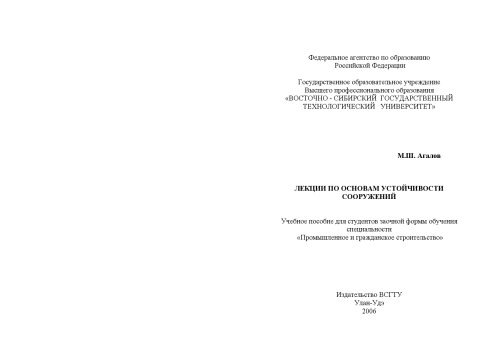 Федеральное агентство по образованию
Российской Федерации
Государственное образовательное учреждение
Высшего профессионального образования
«ВОСТОЧНО - СИБИРСКИЙ ГОСУДАРСТВЕННЫЙ
ТЕХНОЛОГИЧЕСКИЙ УНИВЕРСИТЕТ»
М.Ш. Агалов
ЛЕКЦИИ ПО ОСНОВАМ УСТОЙЧИВОСТИ
СООРУЖЕНИЙ
Учебное пособие для студентов заочной формы обучения
специальности
«Промышленное и гражданское строительство»
Издательство ВСГТУ
Улан-Удэ
2006